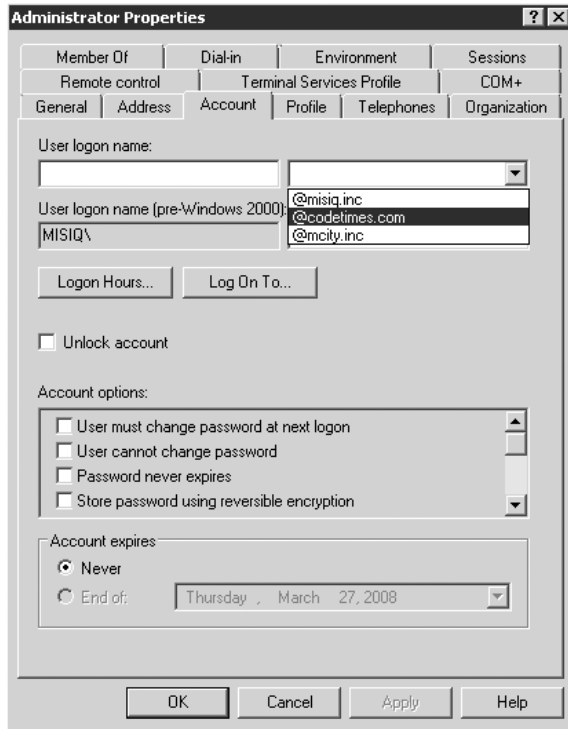 Administrator Properties
Member Of Dial-in Environment Sessions
Remote control Terminal Services Profile COM+
General Address Account Profile Telephones Organization
User logon name:
@misiq.inc
@codetimes.com
@mcity.inc
User logon name (pre-Windows 2000):
MISIQ\
Logon Hours... Log On To...
Unlock account
Account options:
User must change password at next logon
User cannot change password
Password never expires
Store password using reversible encryption
Account expires
Never
End of: Thursday , March 27, 2008
OK Cancel Apply Help